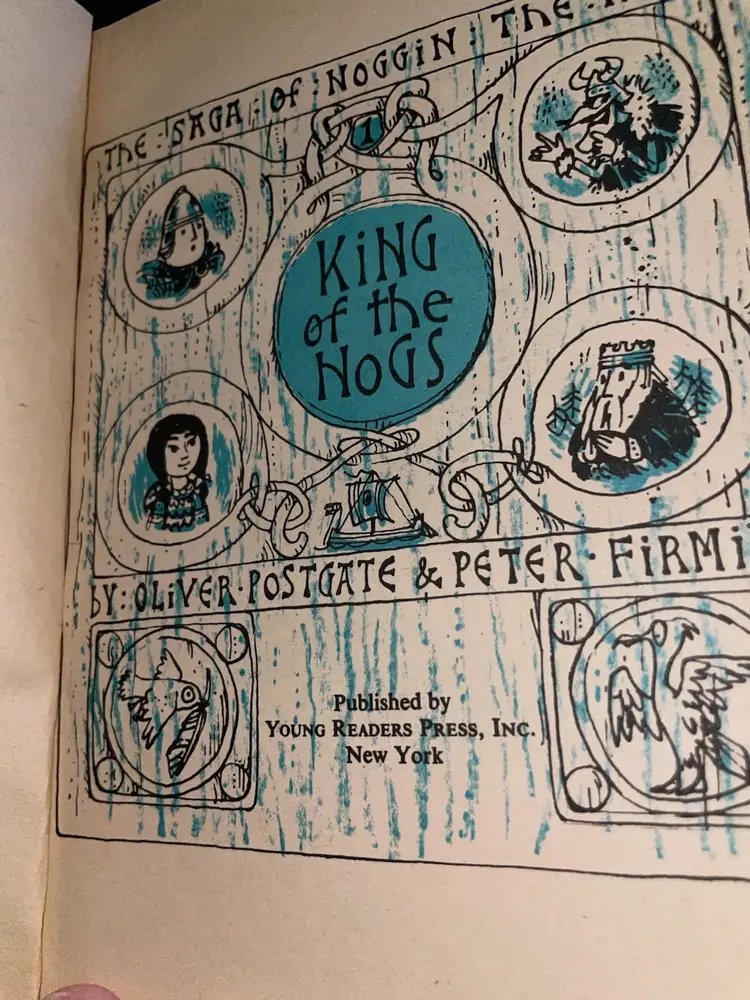 The : SAGA : of : NOGGiN : The :
1
KiNG
of the
NOGS
bY : OLiVER · POSTGATE & PETER · FiRMi
Published by
YOUNG READERS PRESS, INC.
New York